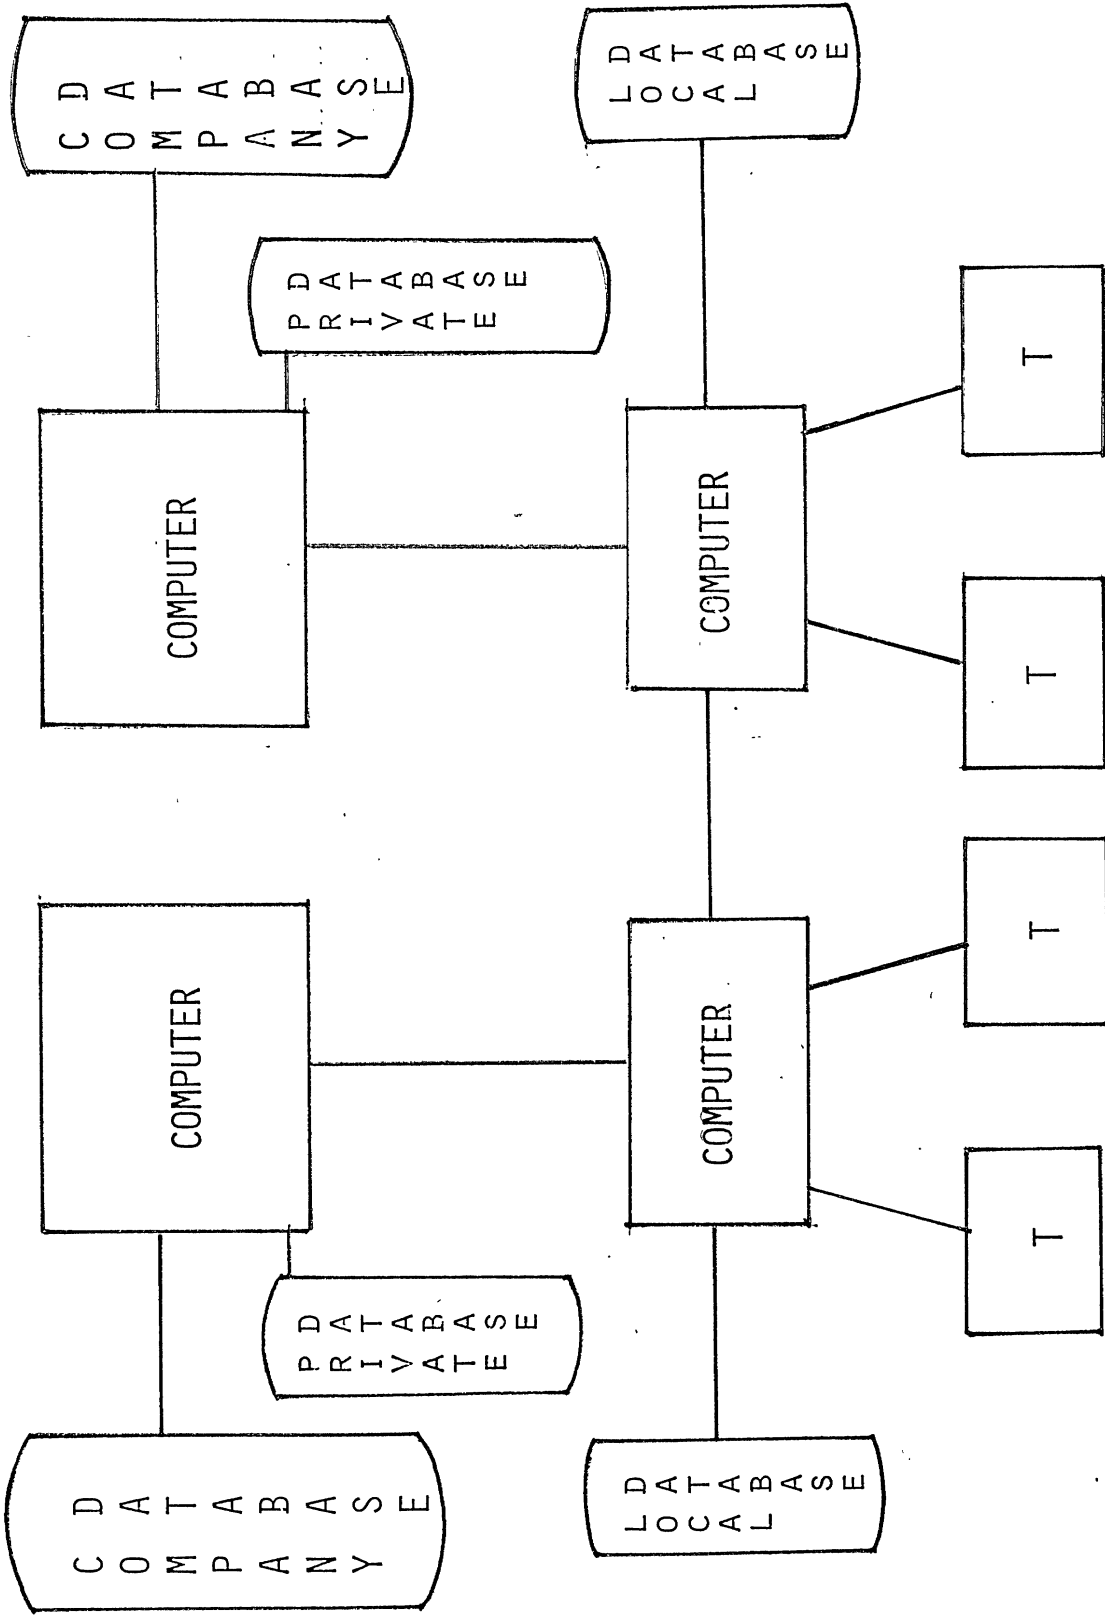 COMPANY
DATABASE
COMPUTER
COMPUTER
COMPANY
DATABASE
PRIVATE
DATABASE
PRIVATE
DATABASE
LOCAL
DATABASE
COMPUTER
COMPUTER
LOCAL
DATABASE
T
T
T
T